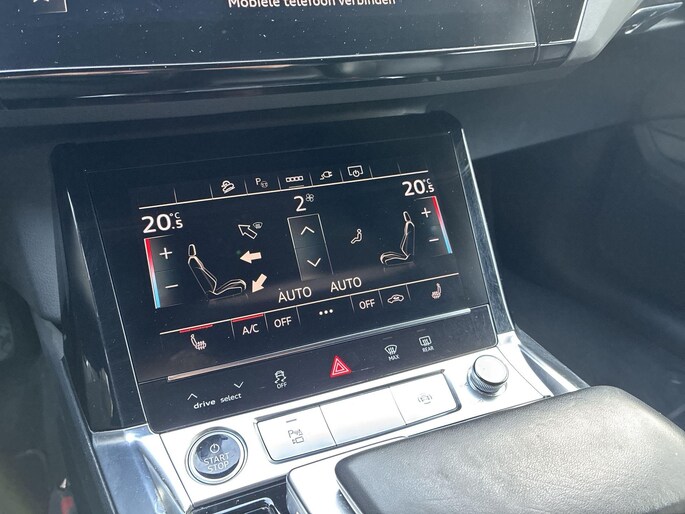 Mobiele telefoon verbinden
P
20.5 °C
2
20.5 °C
+
+
−
−
AUTO AUTO
A/C OFF ... OFF
MAX
REAR
drive select
OFF
START
STOP